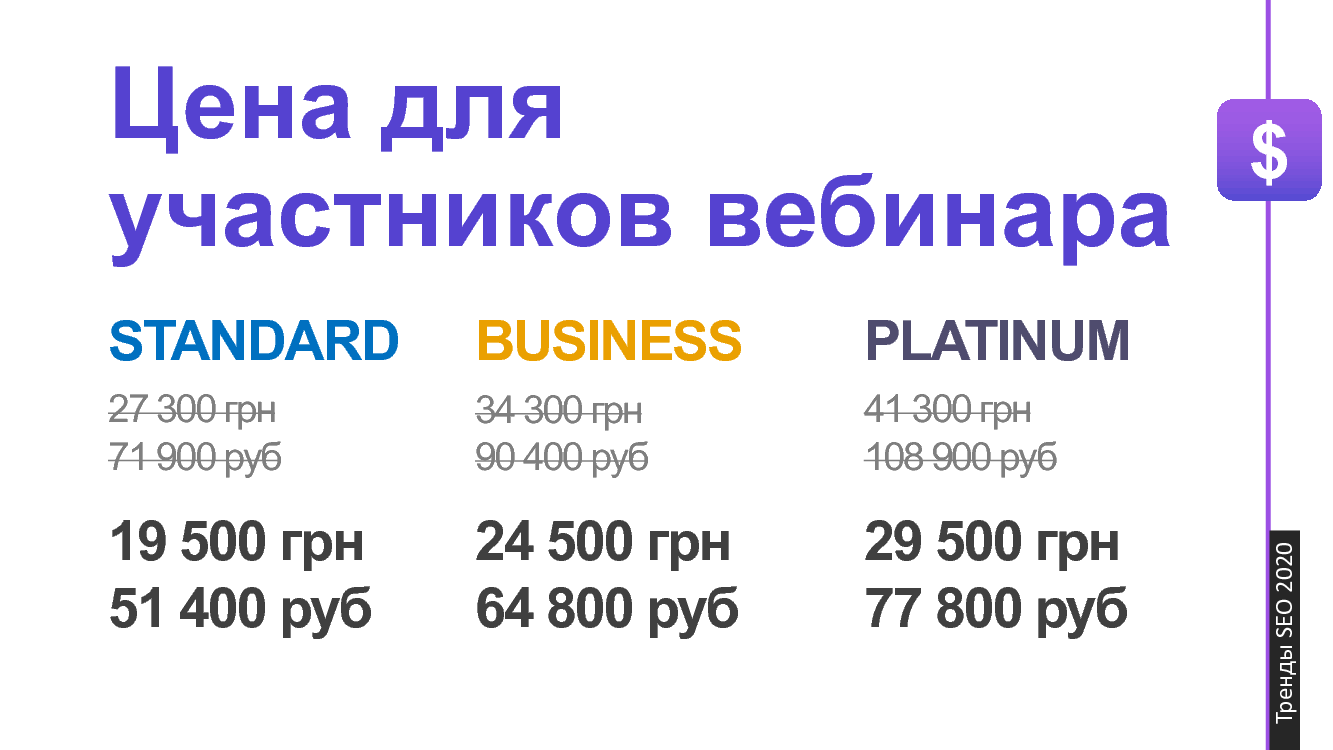 Цена для
участников вебинара
$
STANDARD
27 300 грн
71 900 руб
19 500 грн
51 400 руб
BUSINESS
34 300 грн
90 400 руб
24 500 грн
64 800 руб
PLATINUM
41 300 грн
108 900 руб
29 500 грн
77 800 руб
Тренды SEO 2020